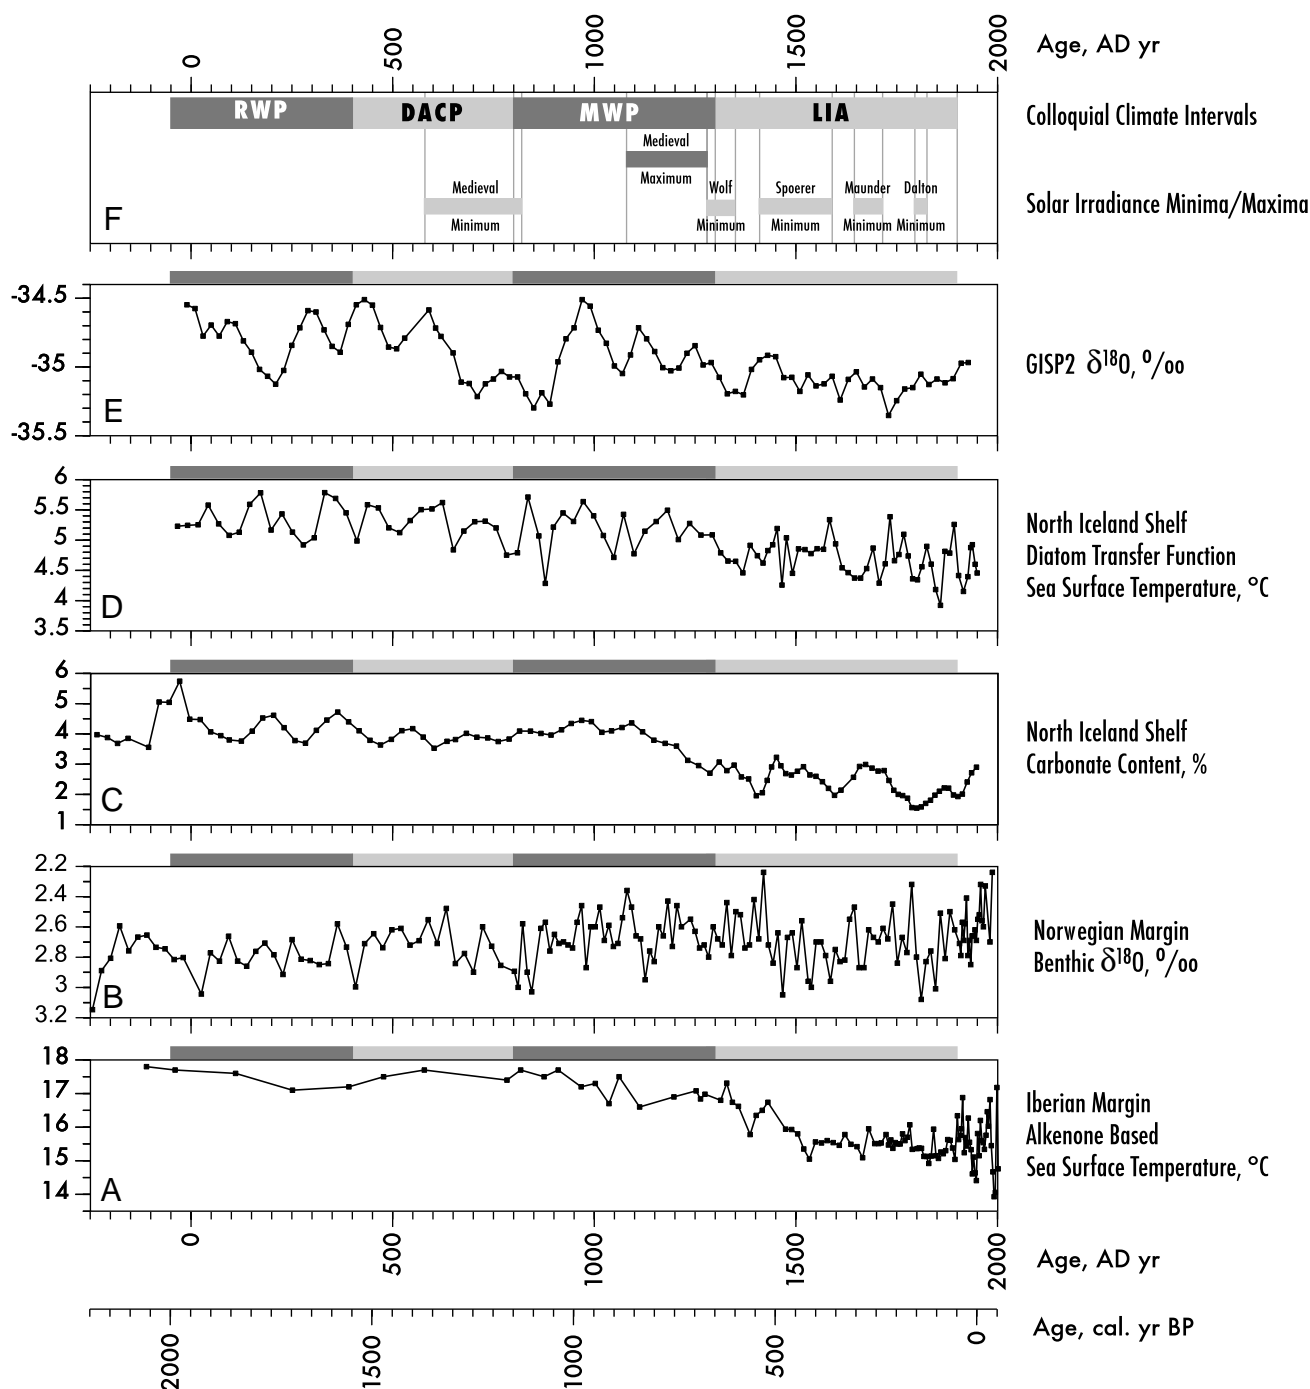 0 500 1000 1500 2000 Age, AD yr
RWP DACP MWP LIA Colloquial Climate Intervals
Medieval
Maximum
Medieval Wolf Spoerer Maunder Dalton
F Solar Irradiance Minima/Maxima
Minimum Minimum Minimum Minimum Minimum
-34.5
-35 GISP2 δ¹⁸O, ⁰/₀₀
E
-35.5
6
5.5 North Iceland Shelf
5 Diatom Transfer Function
4.5 Sea Surface Temperature, °C
4 D
3.5
6
5
4 North Iceland Shelf
3 Carbonate Content, %
2 C
1
2.2
2.4
2.6 Norwegian Margin
2.8 Benthic δ¹⁸O, ⁰/₀₀
3 B
3.2
18
17 Iberian Margin
16 Alkenone Based
15 Sea Surface Temperature, °C
14 A
0 500 1000 1500 2000 Age, AD yr
2000 1500 1000 500 0 Age, cal. yr BP